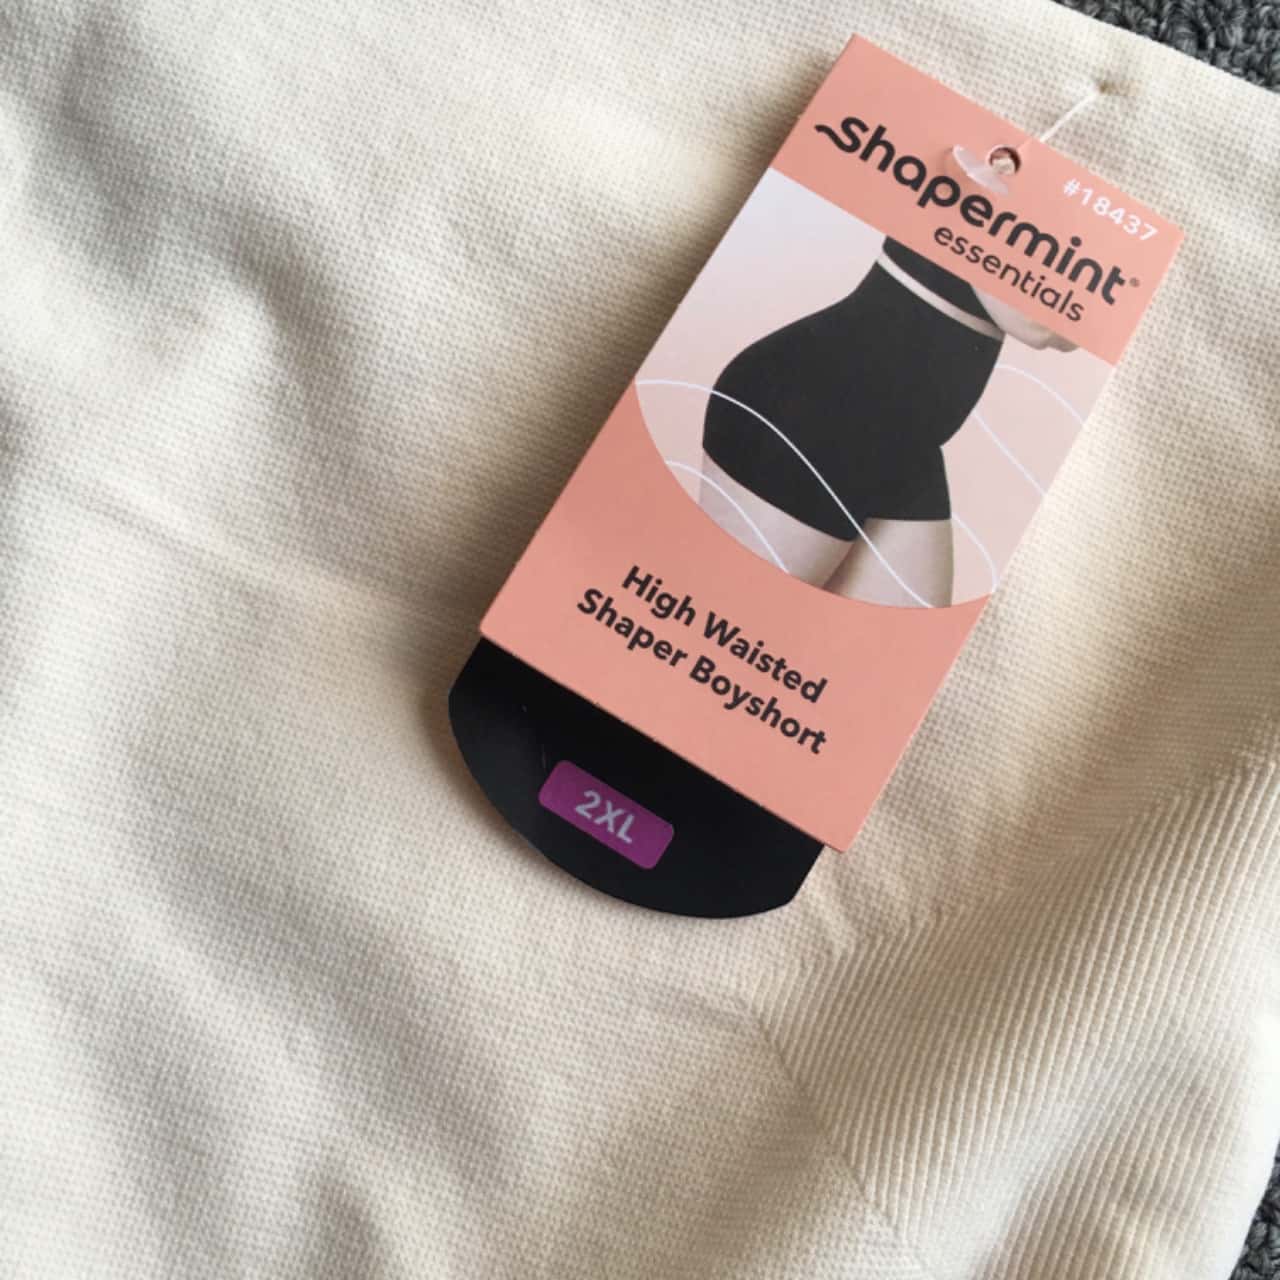 Shapermint®
essentials
#18437
High Waisted
Shaper Boyshort
2XL